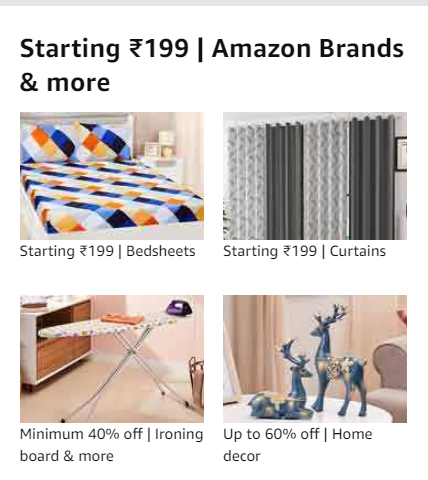 Starting ₹199 | Amazon Brands
& more
Starting ₹199 | Bedsheets
Starting ₹199 | Curtains
Minimum 40% off | Ironing
board & more
Up to 60% off | Home
decor